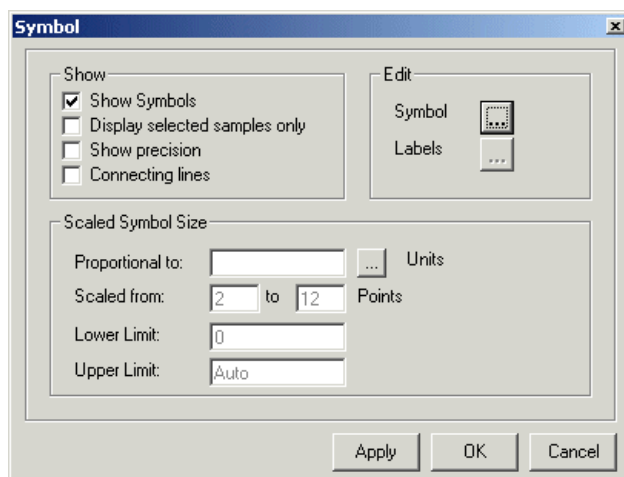 Symbol
Show
Show Symbols
Display selected samples only
Show precision
Connecting lines
Edit
Symbol ...
Labels ...
Scaled Symbol Size
Proportional to: ... Units
Scaled from: 2 to 12 Points
Lower Limit: 0
Upper Limit: Auto
Apply OK Cancel